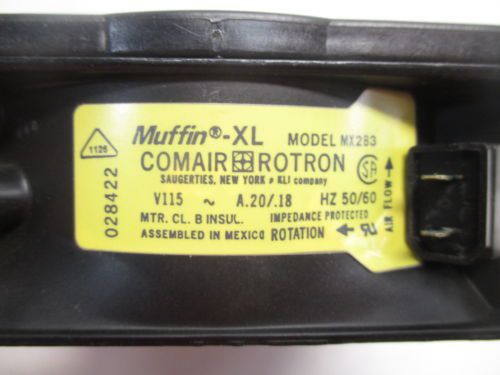 Muffin®-XL MODEL MX2B3
COMAIR ROTRON
SAUGERTIES, NEW YORK a KLI company
V115 ~ A.20/.18 HZ 50/60
MTR. CL. B INSUL. IMPEDANCE PROTECTED
ASSEMBLED IN MEXICO ROTATION
AIR FLOW
1126
028422